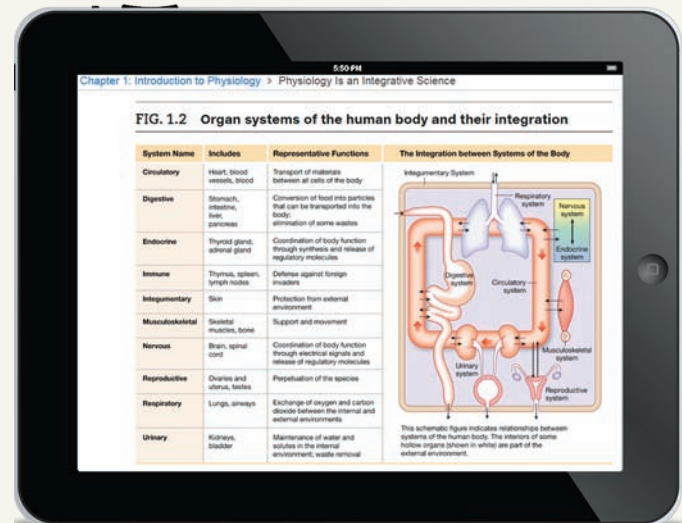 5:50 PM
Chapter 1: Introduction to Physiology > Physiology Is an Integrative Science
FIG. 1.2 Organ systems of the human body and their integration
System Name Includes Representative Functions The Integration between Systems of the Body
Circulatory Heart, blood vessels, blood Transport of materials between all cells of the body
Digestive Stomach, intestine, liver, pancreas Conversion of food into particles that can be transported into the body; elimination of some wastes
Endocrine Thyroid gland, adrenal gland Coordination of body function through synthesis and release of regulatory molecules
Immune Thymus, spleen, lymph nodes Defense against foreign invaders
Integumentary Skin Protection from external environment
Musculoskeletal Skeletal muscles, bone Support and movement
Nervous Brain, spinal cord Coordination of body function through electrical signals and release of regulatory molecules
Reproductive Ovaries and uterus, testes Perpetuation of the species
Respiratory Lungs, airways Exchange of oxygen and carbon dioxide between the internal and external environments
Urinary Kidneys, bladder Maintenance of water and solutes in the internal environment; waste removal
Integumentary System
Respiratory
system
Nervous
system
Endocrine
system
Digestive
system
Circulatory
system
Musculoskeletal
system
Urinary
system
Reproductive
system
This schematic figure indicates relationships between
systems of the human body. The interiors of some
hollow organs (shown in white) are part of the
external environment.